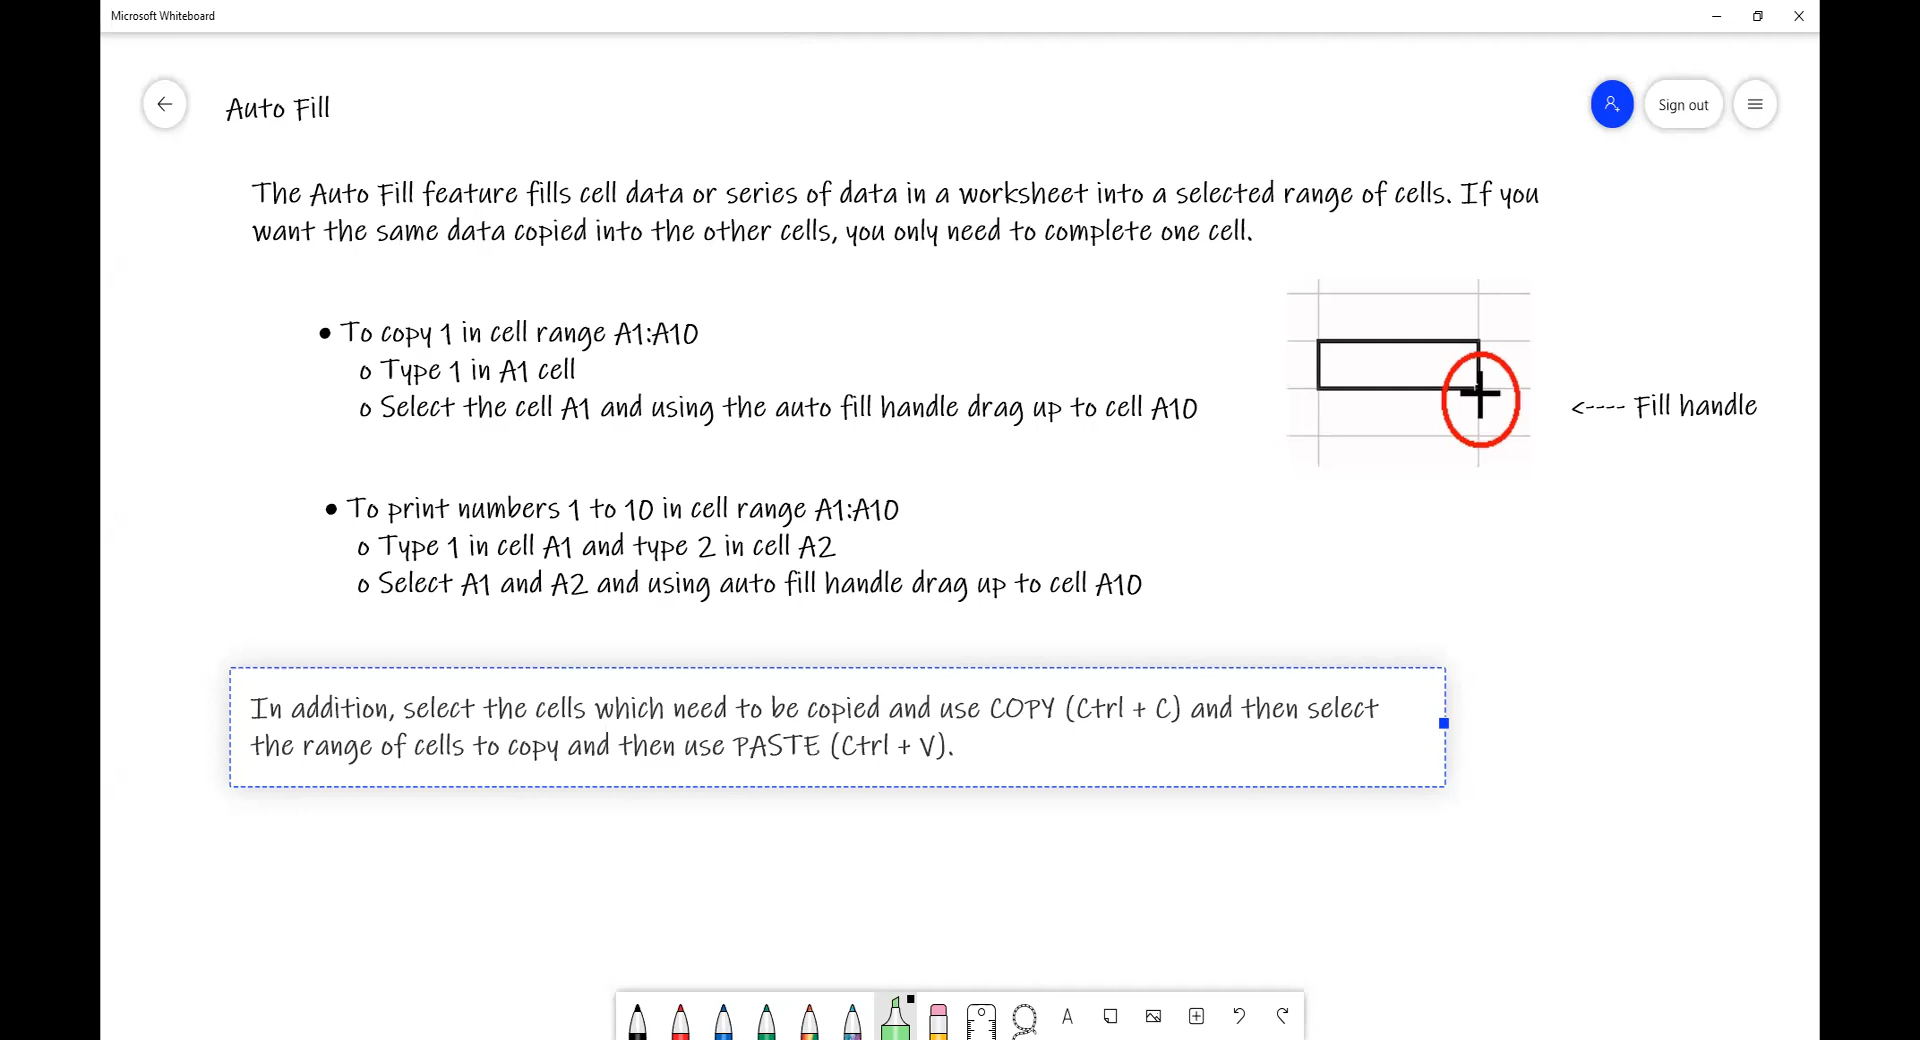 Microsoft Whiteboard
Auto Fill
Sign out
The Auto Fill feature fills cell data or series of data in a worksheet into a selected range of cells. If you
want the same data copied into the other cells, you only need to complete one cell.
• To copy 1 in cell range A1:A10
o Type 1 in A1 cell
o Select the cell A1 and using the auto fill handle drag up to cell A10
<---- Fill handle
• To print numbers 1 to 10 in cell range A1:A10
o Type 1 in cell A1 and type 2 in cell A2
o Select A1 and A2 and using auto fill handle drag up to cell A10
In addition, select the cells which need to be copied and use COPY (Ctrl + C) and then select
the range of cells to copy and then use PASTE (Ctrl + V).